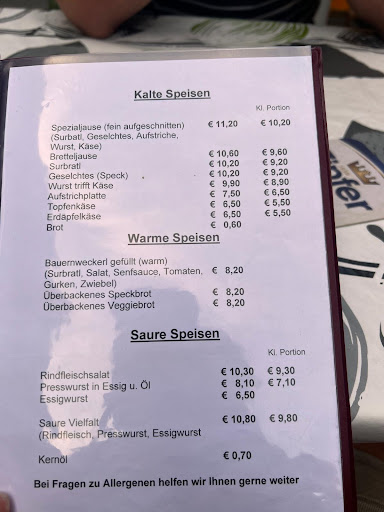 Kalte Speisen
Kl. Portion
Spezialjause (fein aufgeschnitten) € 11,20 € 10,20
(Surbatl, Geselchtes, Aufstriche,
Wurst, Käse)
Bretteljause € 10,60 € 9,60
Surbratl € 10,20 € 9,20
Geselchtes (Speck) € 10,20 € 9,20
Wurst trifft Käse € 9,90 € 8,90
Aufstrichplatte € 7,50 € 6,50
Topfenkäse € 6,50 € 5,50
Erdäpfelkäse € 6,50 € 5,50
Brot € 0,60
Warme Speisen
Bauernweckerl gefüllt (warm)
(Surbratl, Salat, Senfsauce, Tomaten, € 8,20
Gurken, Zwiebel)
Überbackenes Speckbrot € 8,20
Überbackenes Veggiebrot € 8,20
Saure Speisen
Kl. Portion
Rindfleischsalat € 10,30 € 9,30
Presswurst in Essig u. Öl € 8,10 € 7,10
Essigwurst € 6,50
Saure Vielfalt € 10,80 € 9,80
(Rindfleisch, Presswurst, Essigwurst
Kernöl € 0,70
Bei Fragen zu Allergenen helfen wir Ihnen gerne weiter